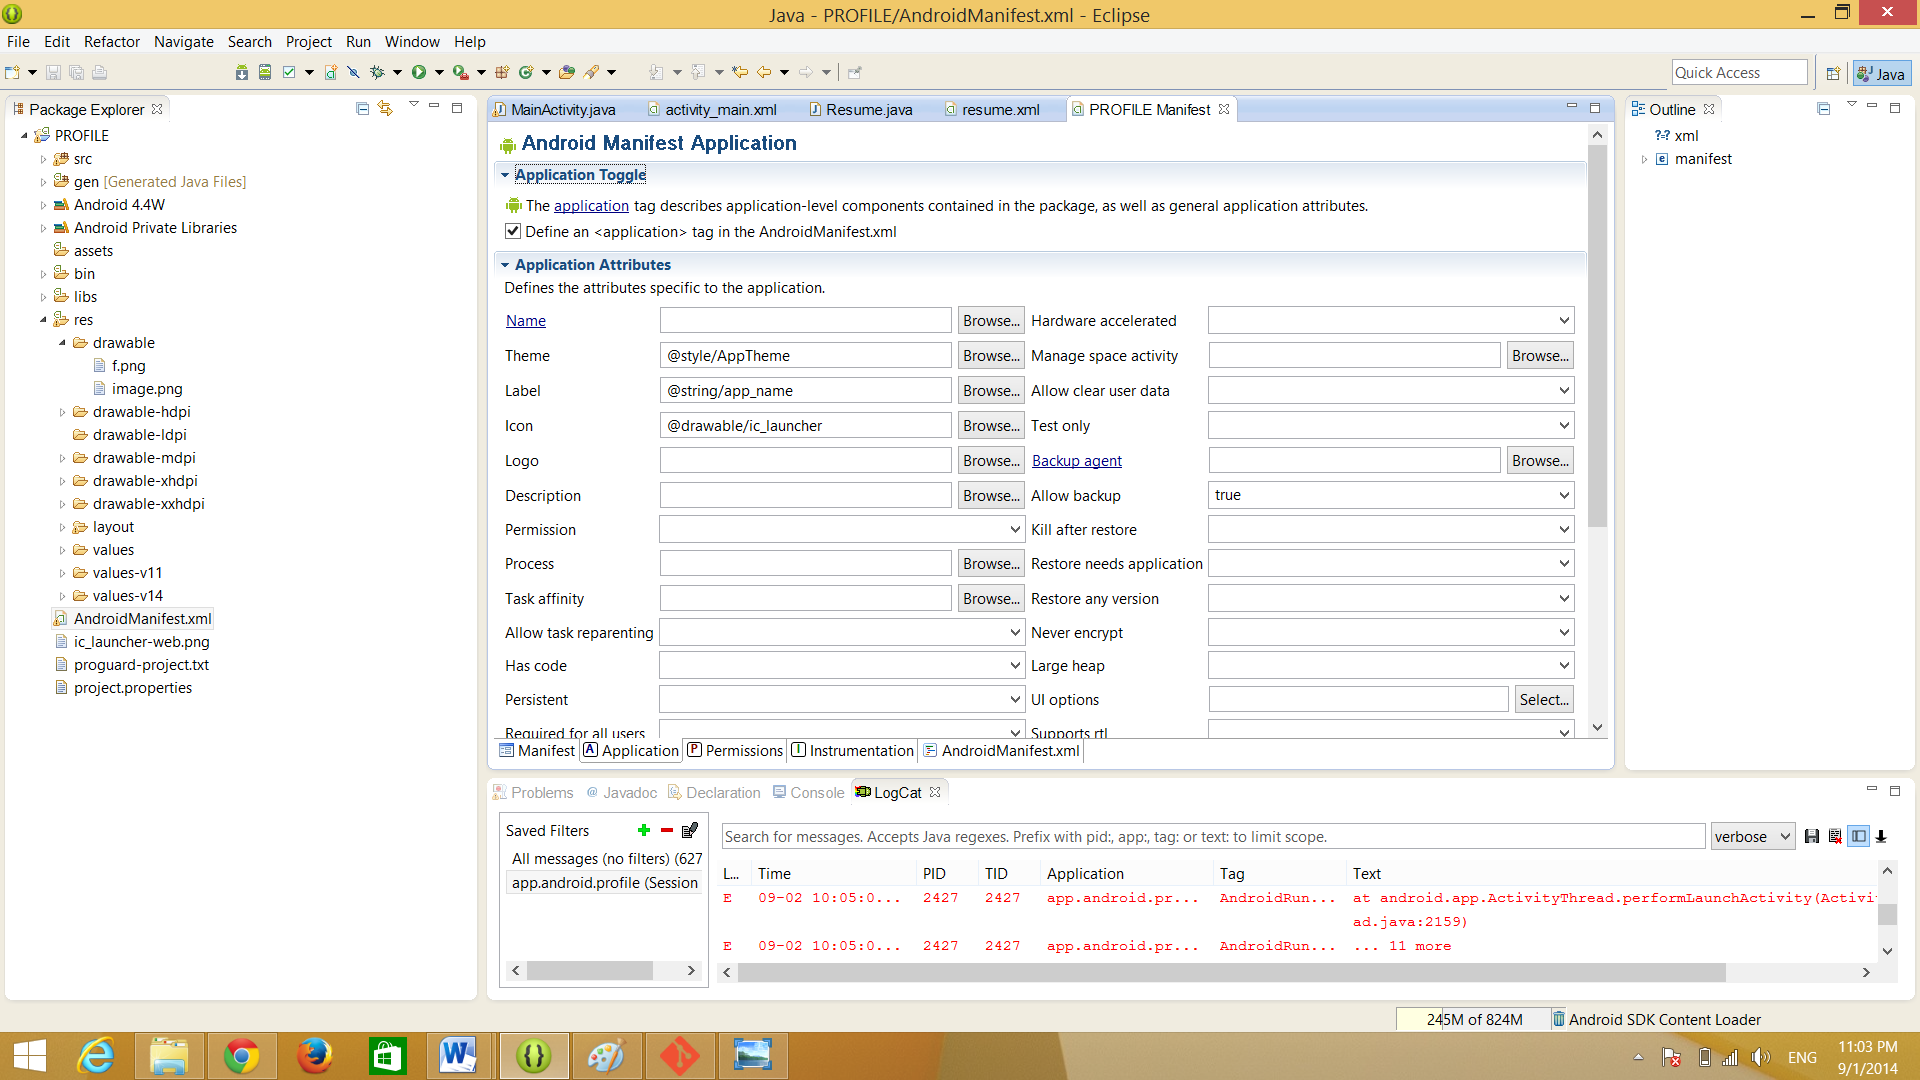 Java - PROFILE/AndroidManifest.xml - Eclipse
File Edit Refactor Navigate Search Project Run Window Help
Quick Access
Java
Package Explorer
PROFILE
src
gen [Generated Java Files]
Android 4.4W
Android Private Libraries
assets
bin
libs
res
drawable
f.png
image.png
drawable-hdpi
drawable-ldpi
drawable-mdpi
drawable-xhdpi
drawable-xxhdpi
layout
values
values-v11
values-v14
AndroidManifest.xml
ic_launcher-web.png
proguard-project.txt
project.properties
MainActivity.java activity_main.xml Resume.java resume.xml PROFILE Manifest
Android Manifest Application
Application Toggle
The application tag describes application-level components contained in the package, as well as general application attributes.
Define an <application> tag in the AndroidManifest.xml
Application Attributes
Defines the attributes specific to the application.
Name Browse... Hardware accelerated
Theme @style/AppTheme Browse... Manage space activity Browse...
Label @string/app_name Browse... Allow clear user data
Icon @drawable/ic_launcher Browse... Test only
Logo Browse... Backup agent Browse...
Description Browse... Allow backup true
Permission Kill after restore
Process Browse... Restore needs application
Task affinity Browse... Restore any version
Allow task reparenting Never encrypt
Has code Large heap
Persistent UI options Select...
Required for all users Supports rtl
Manifest A Application P Permissions I Instrumentation AndroidManifest.xml
Outline
xml
manifest
Problems @ Javadoc Declaration Console LogCat
Saved Filters
All messages (no filters) (627
app.android.profile (Session
Search for messages. Accepts Java regexes. Prefix with pid:, app:, tag: or text: to limit scope.
verbose
L... Time PID TID Application Tag Text
E 09-02 10:05:0... 2427 2427 app.android.pr... AndroidRun... at android.app.ActivityThread.performLaunchActivity(Activi
ad.java:2159)
E 09-02 10:05:0... 2427 2427 app.android.pr... AndroidRun... ... 11 more
245M of 824M
Android SDK Content Loader
ENG
11:03 PM
9/1/2014